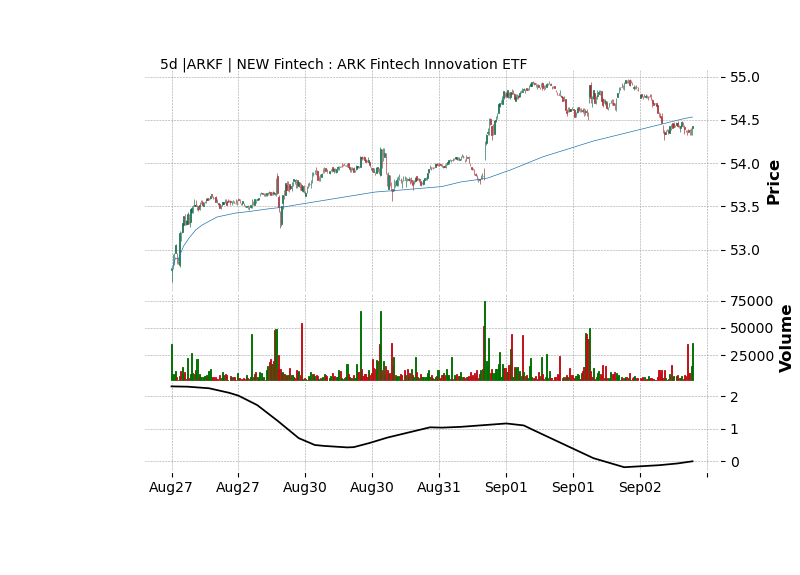 5d |ARKF | NEW Fintech : ARK Fintech Innovation ETF
55.0
54.5
54.0
53.5
53.0
Price
75000
50000
25000
Volume
2
1
0
Aug27 Aug27 Aug30 Aug30 Aug31 Sep01 Sep01 Sep02